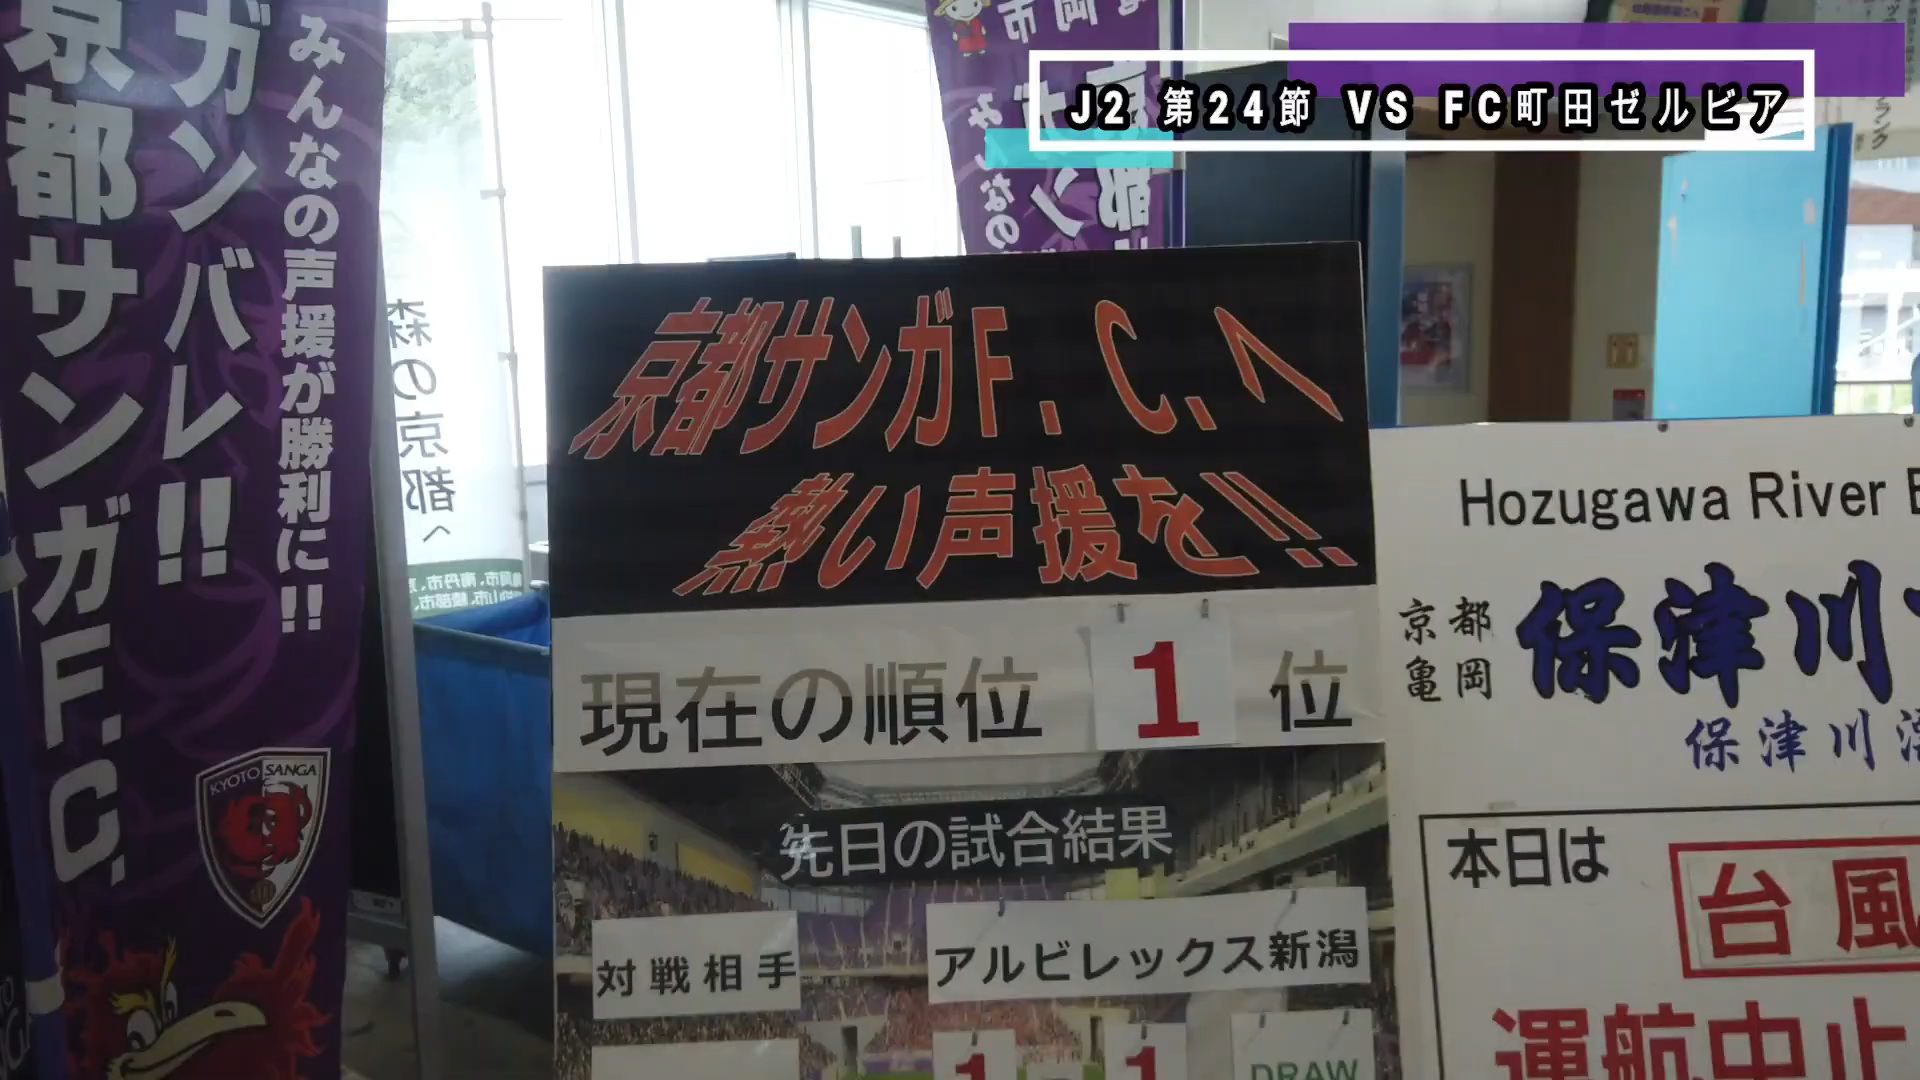 J2 第24節 VS FC町田ゼルビア
みんなの声援が勝利に!!
ガンバレ!!
京都サンガF.C.
KYOTO SANGA
森の京都へ
京都サンガF.C.へ
熱い声援を!!
現在の順位 1 位
先日の試合結果
対戦相手 アルビレックス新潟
1 1 DRAW
Hozugawa River
京都
亀岡
保津川
保津川
本日は
台風
運航中止